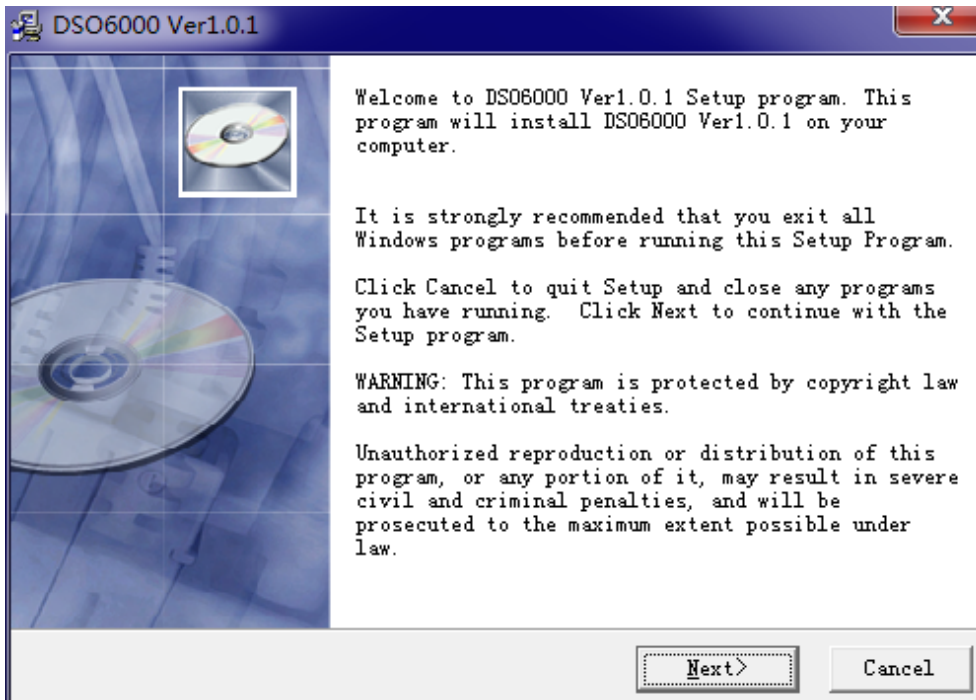 DSO6000 Ver1.0.1
Welcome to DSO6000 Ver1.0.1 Setup program. This
program will install DSO6000 Ver1.0.1 on your
computer.
It is strongly recommended that you exit all
Windows programs before running this Setup Program.
Click Cancel to quit Setup and close any programs
you have running.  Click Next to continue with the
Setup program.
WARNING: This program is protected by copyright law
and international treaties.
Unauthorized reproduction or distribution of this
program, or any portion of it, may result in severe
civil and criminal penalties, and will be
prosecuted to the maximum extent possible under
law.
Next>
Cancel